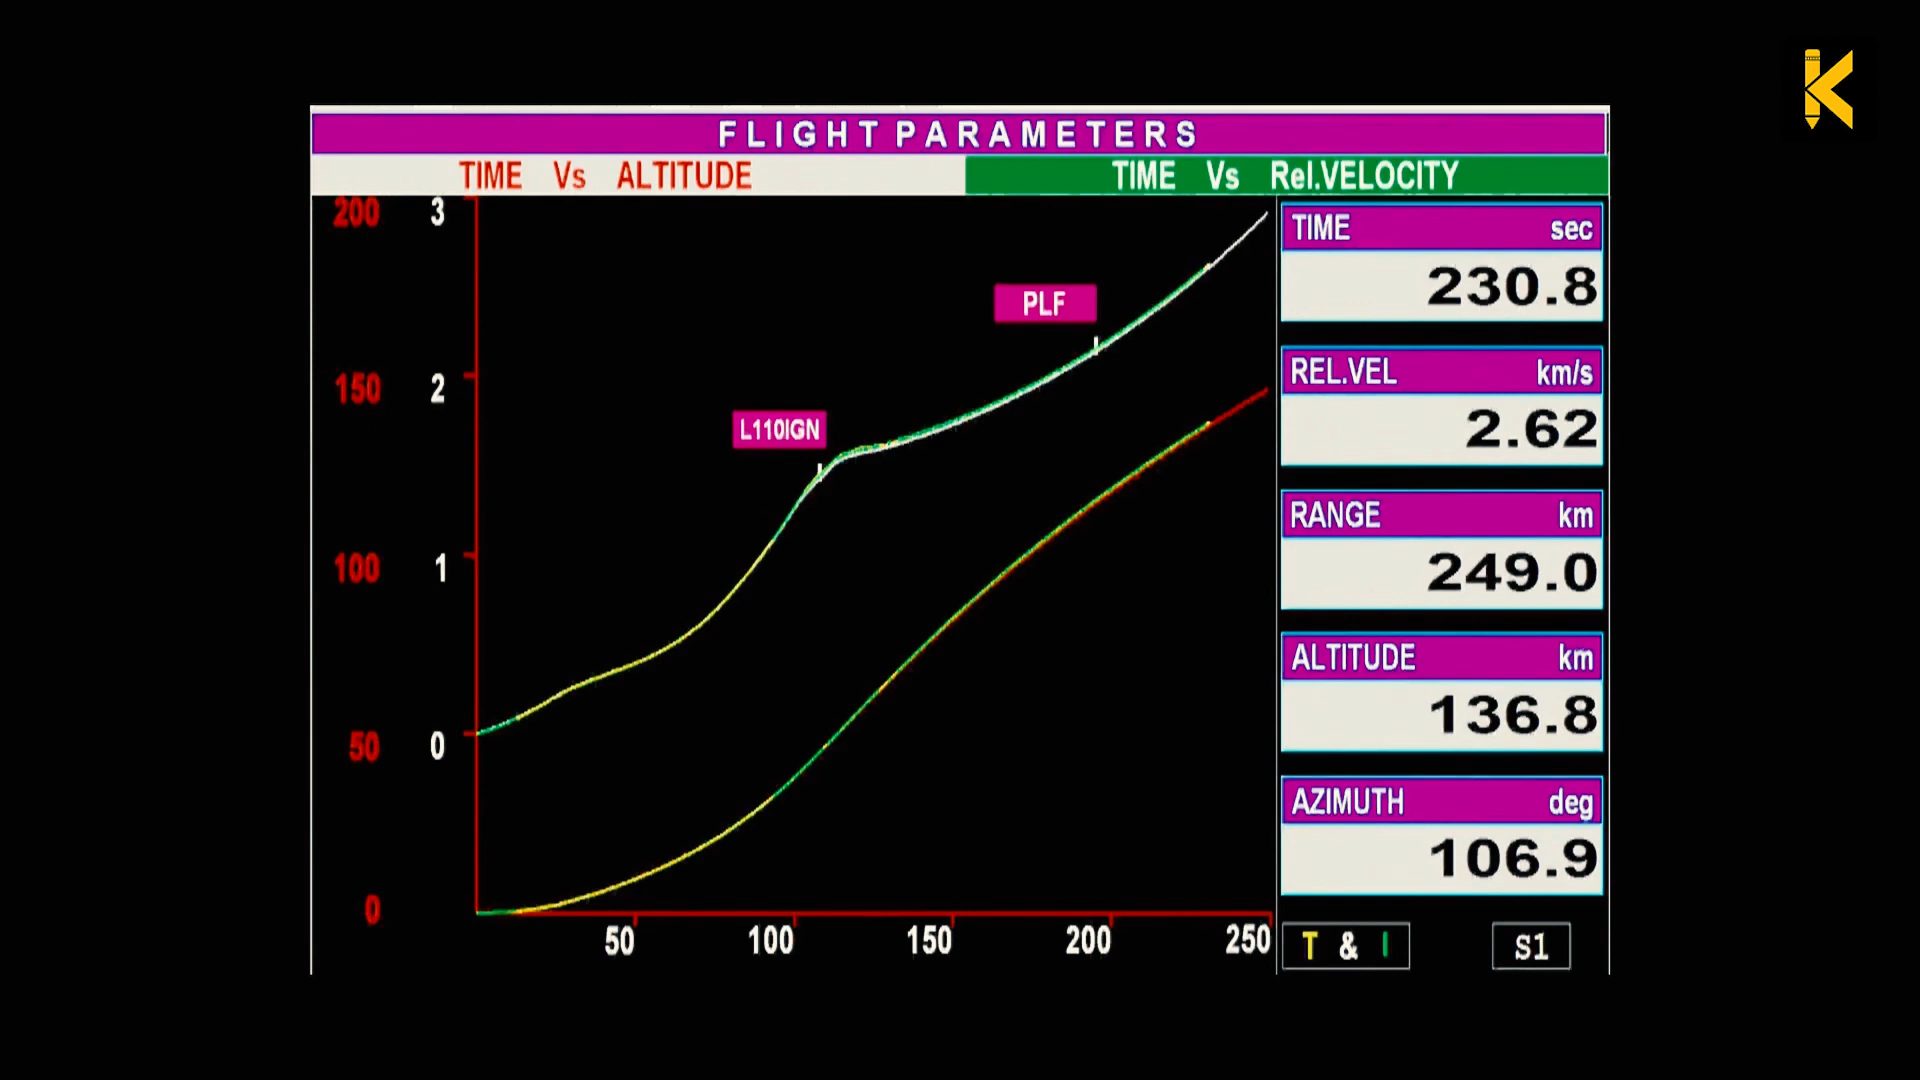 FLIGHT PARAMETERS
TIME Vs ALTITUDE
TIME Vs Rel.VELOCITY
200 3
150 2
100 1
50 0
0
50 100 150 200 250
PLF
L110IGN
TIME sec
230.8
REL.VEL km/s
2.62
RANGE km
249.0
ALTITUDE km
136.8
AZIMUTH deg
106.9
T & I
S1
K